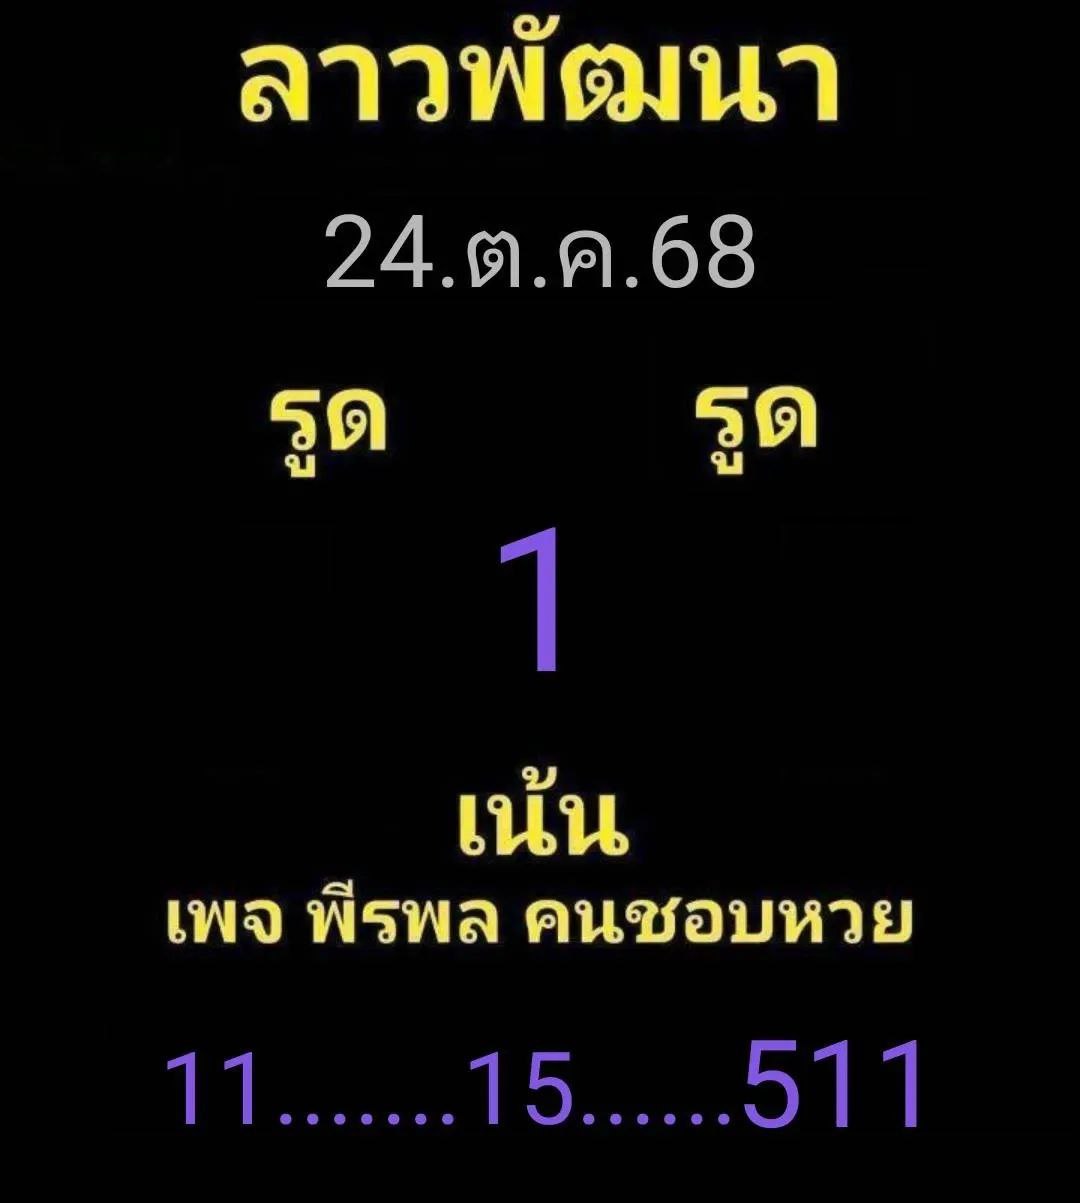 ลาวพัฒนา
24.ต.ค.68
รูด รูด
1
เน้น
เพจ พีรพล คนชอบหวย
11.......15......511